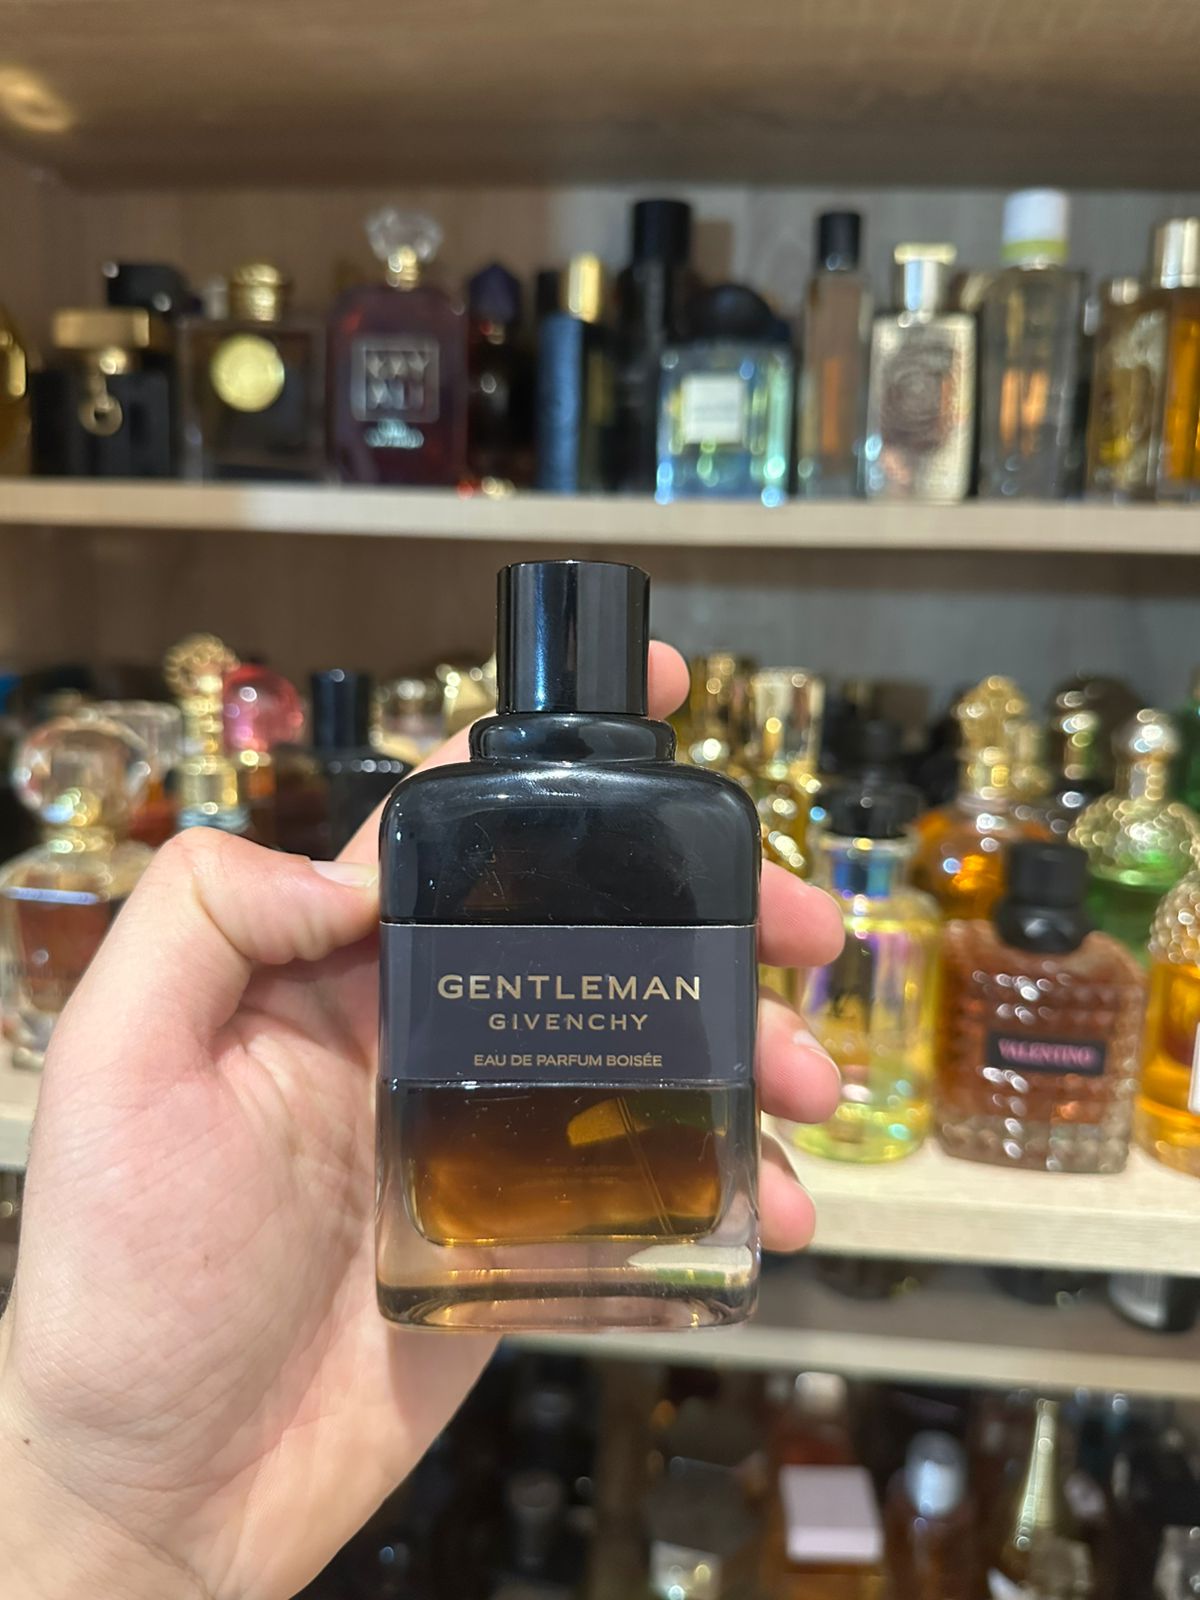 GENTLEMAN
GIVENCHY
EAU DE PARFUM BOISÉE
VALENTINO